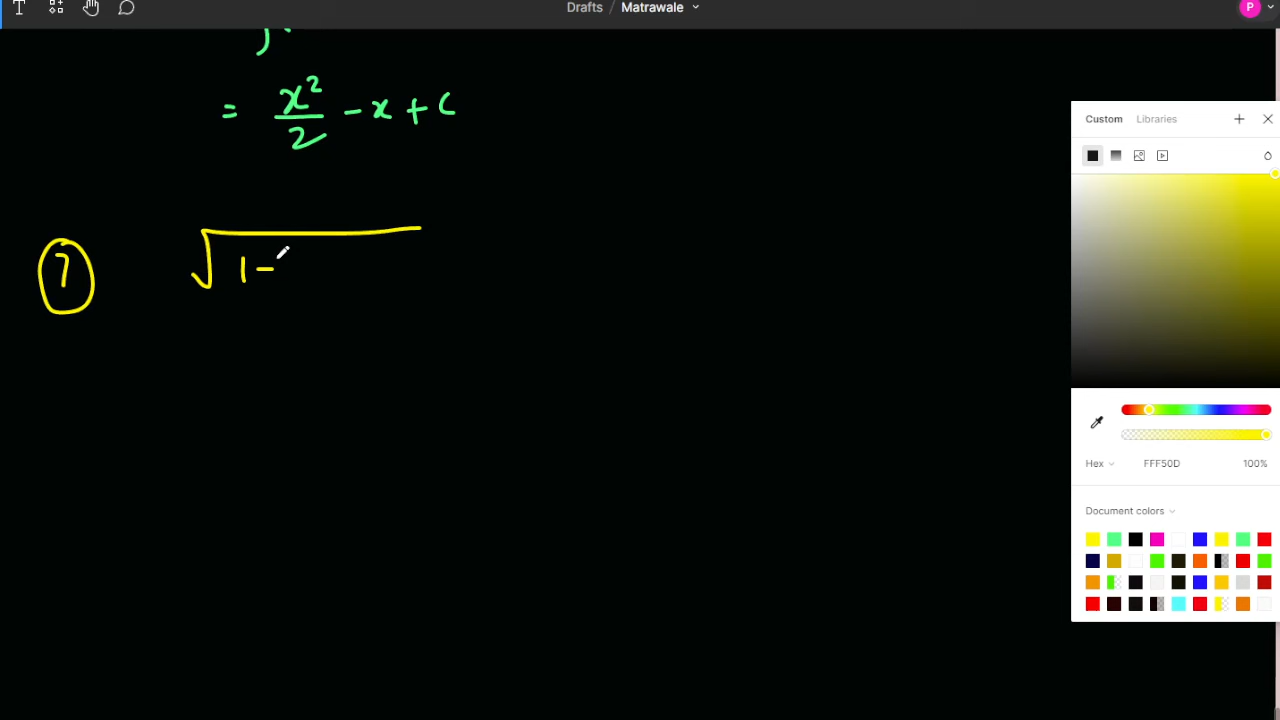 T Drafts / Matrawale P
= x²/2 - x + c
Custom Libraries
7 √1-
Hex FFF50D 100%
Document colors